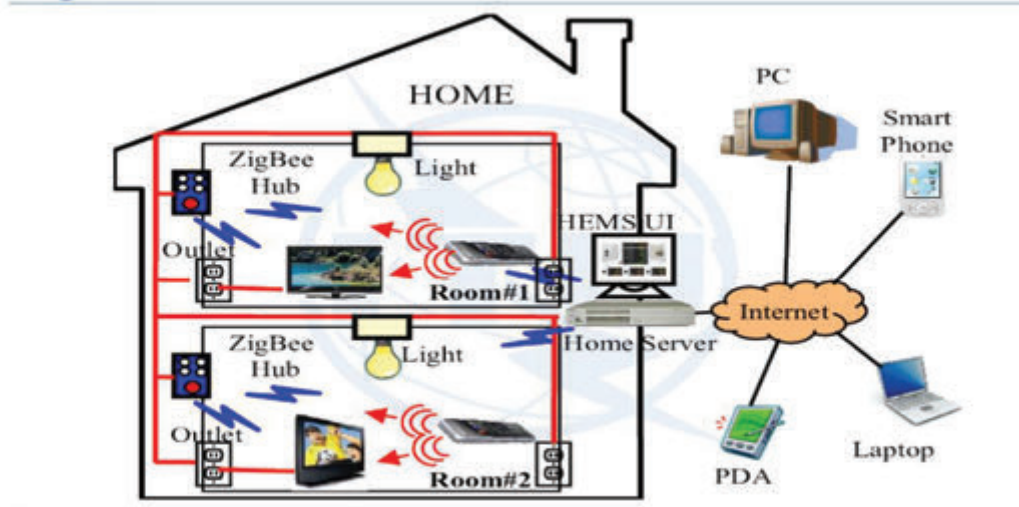 HOME
ZigBee
Hub
Light
Outlet
Room#1
HEMS UI
Home Server
ZigBee
Hub
Light
Outlet
Room#2
PC
Smart
Phone
Internet
PDA
Laptop